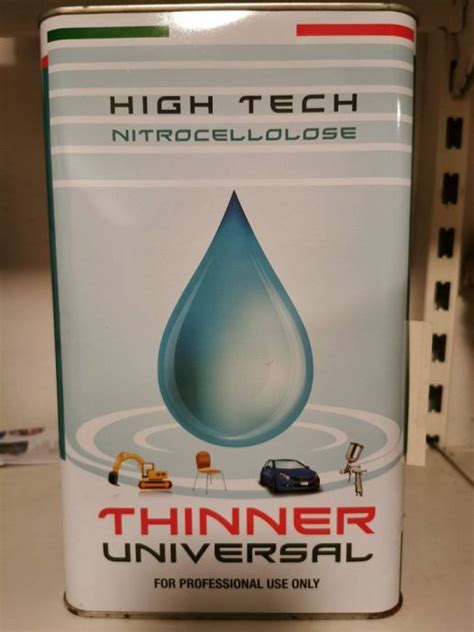 HIGH TECH
NITROCELLOLOSE
THINNER
UNIVERSAL
FOR PROFESSIONAL USE ONLY